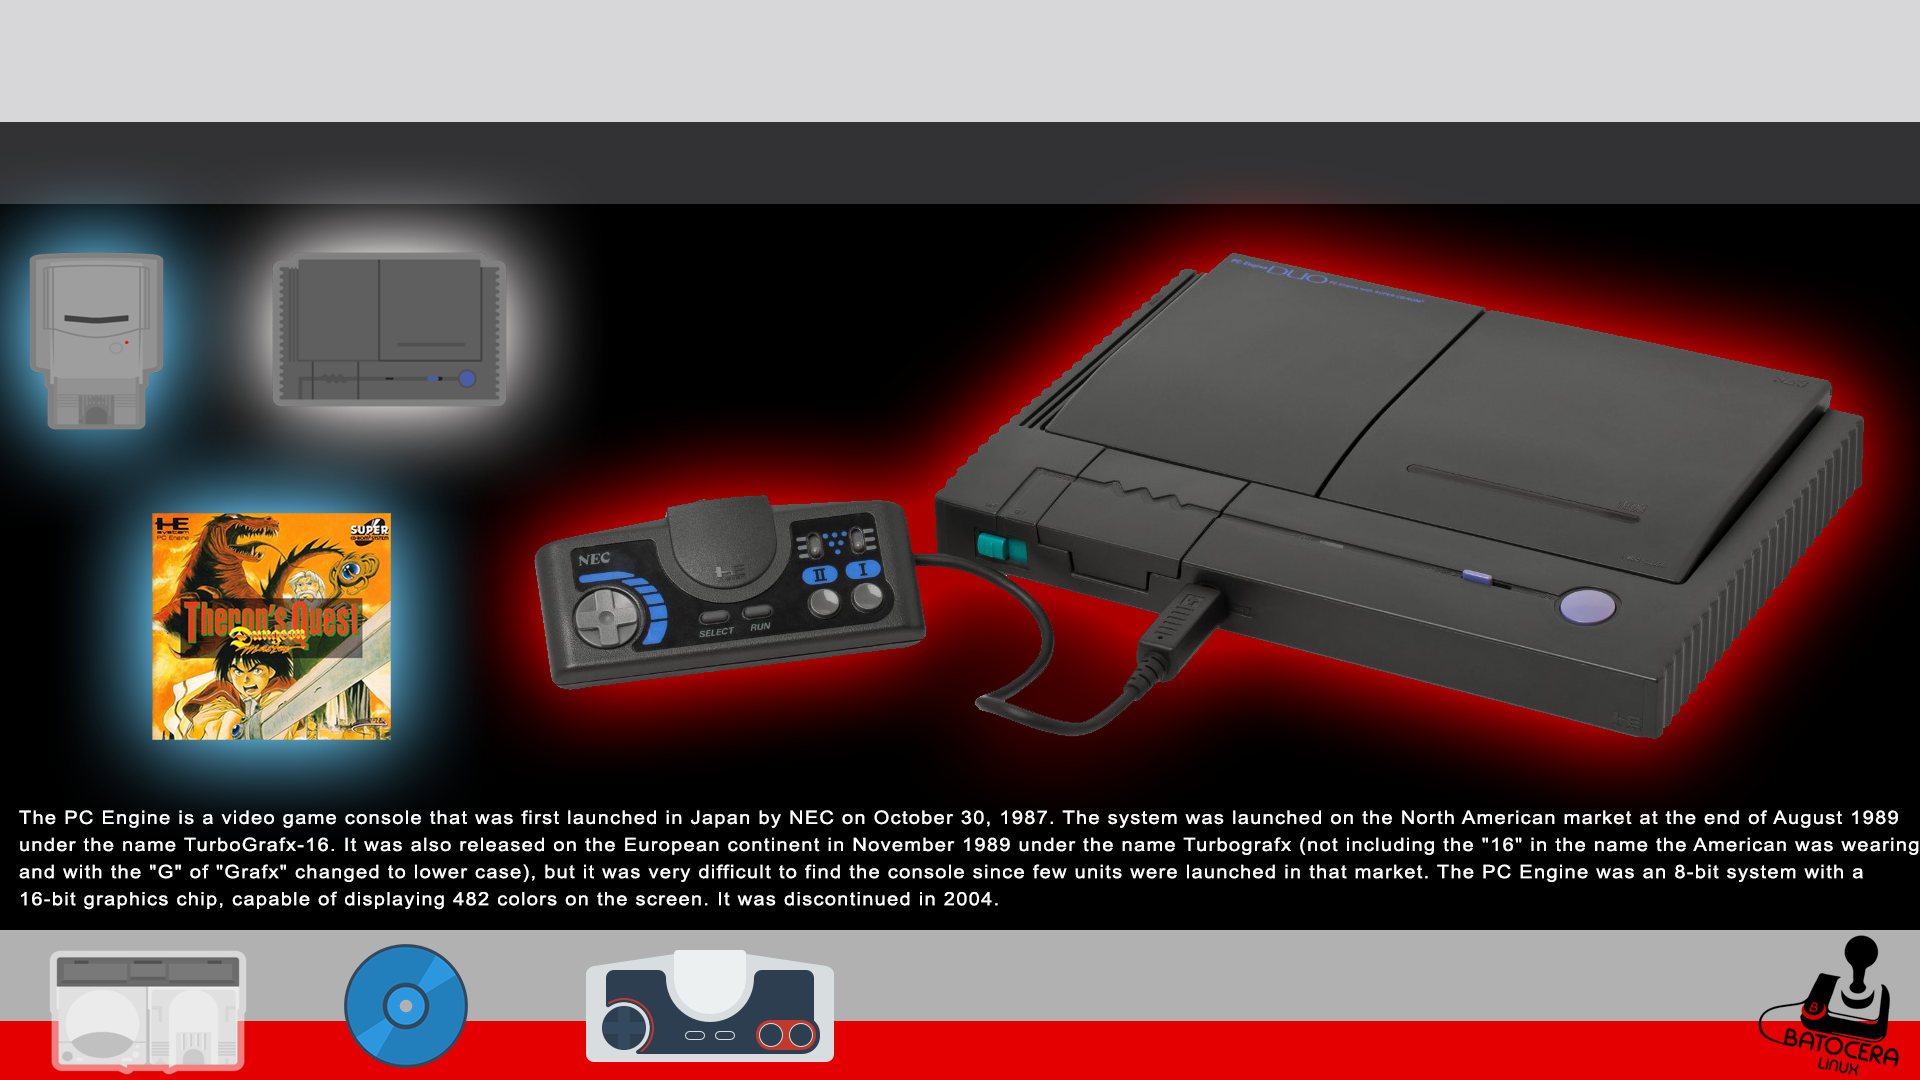 PC Engine DUO
HE
SYSTEM
PC Engine
SUPER
CD-ROM² SYSTEM
NEC
II
I
Theron's Quest
Dungeon
Master
SELECT
RUN
The PC Engine is a video game console that was first launched in Japan by NEC on October 30, 1987. The system was launched on the North American market at the end of August 1989
under the name TurboGrafx-16. It was also released on the European continent in November 1989 under the name Turbografx (not including the "16" in the name the American was wearing
and with the "G" of "Grafx" changed to lower case), but it was very difficult to find the console since few units were launched in that market. The PC Engine was an 8-bit system with a
16-bit graphics chip, capable of displaying 482 colors on the screen. It was discontinued in 2004.
B
BATOCERA
LINUX